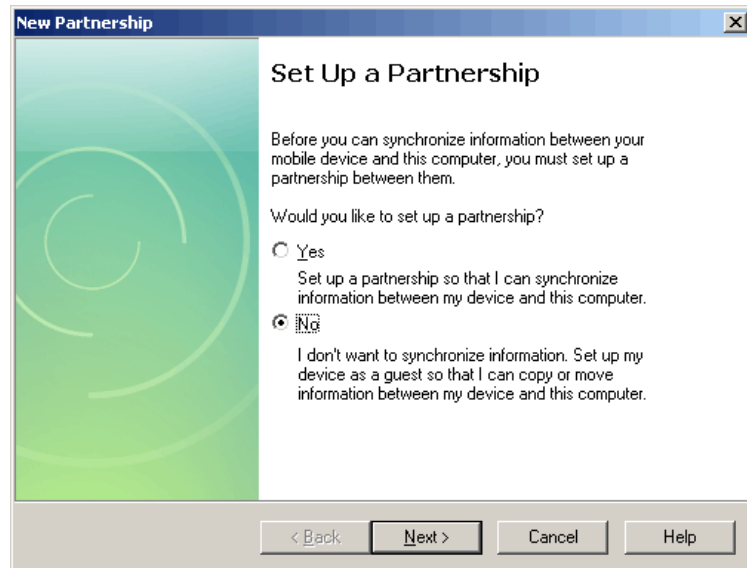 New Partnership
Set Up a Partnership
Before you can synchronize information between your
mobile device and this computer, you must set up a
partnership between them.
Would you like to set up a partnership?
Yes
Set up a partnership so that I can synchronize
information between my device and this computer.
No
I don't want to synchronize information. Set up my
device as a guest so that I can copy or move
information between my device and this computer.
< Back Next > Cancel Help